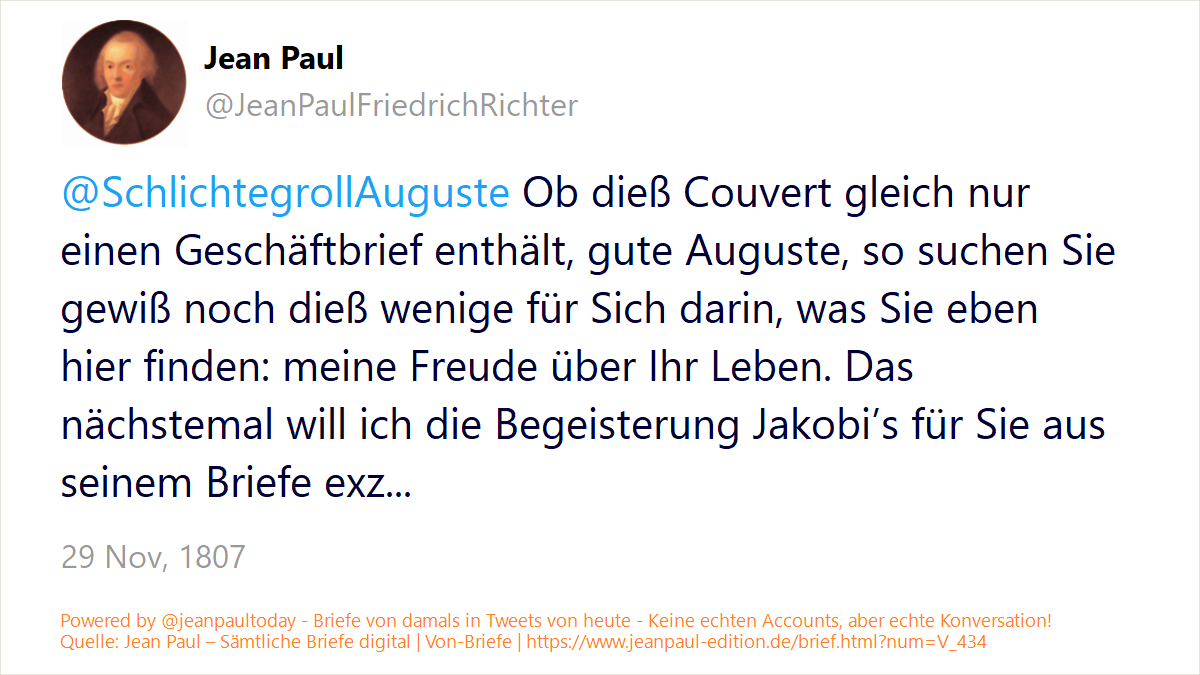 Jean Paul
@JeanPaulFriedrichRichter
@SchlichtegrollAuguste Ob dieß Couvert gleich nur
einen Geschäftbrief enthält, gute Auguste, so suchen Sie
gewiß noch dieß wenige für Sich darin, was Sie eben
hier finden: meine Freude über Ihr Leben. Das
nächstemal will ich die Begeisterung Jakobi’s für Sie aus
seinem Briefe exz...
29 Nov, 1807
Powered by @jeanpaultoday - Briefe von damals in Tweets von heute - Keine echten Accounts, aber echte Konversation!
Quelle: Jean Paul – Sämtliche Briefe digital | Von-Briefe | https://www.jeanpaul-edition.de/brief.html?num=V_434